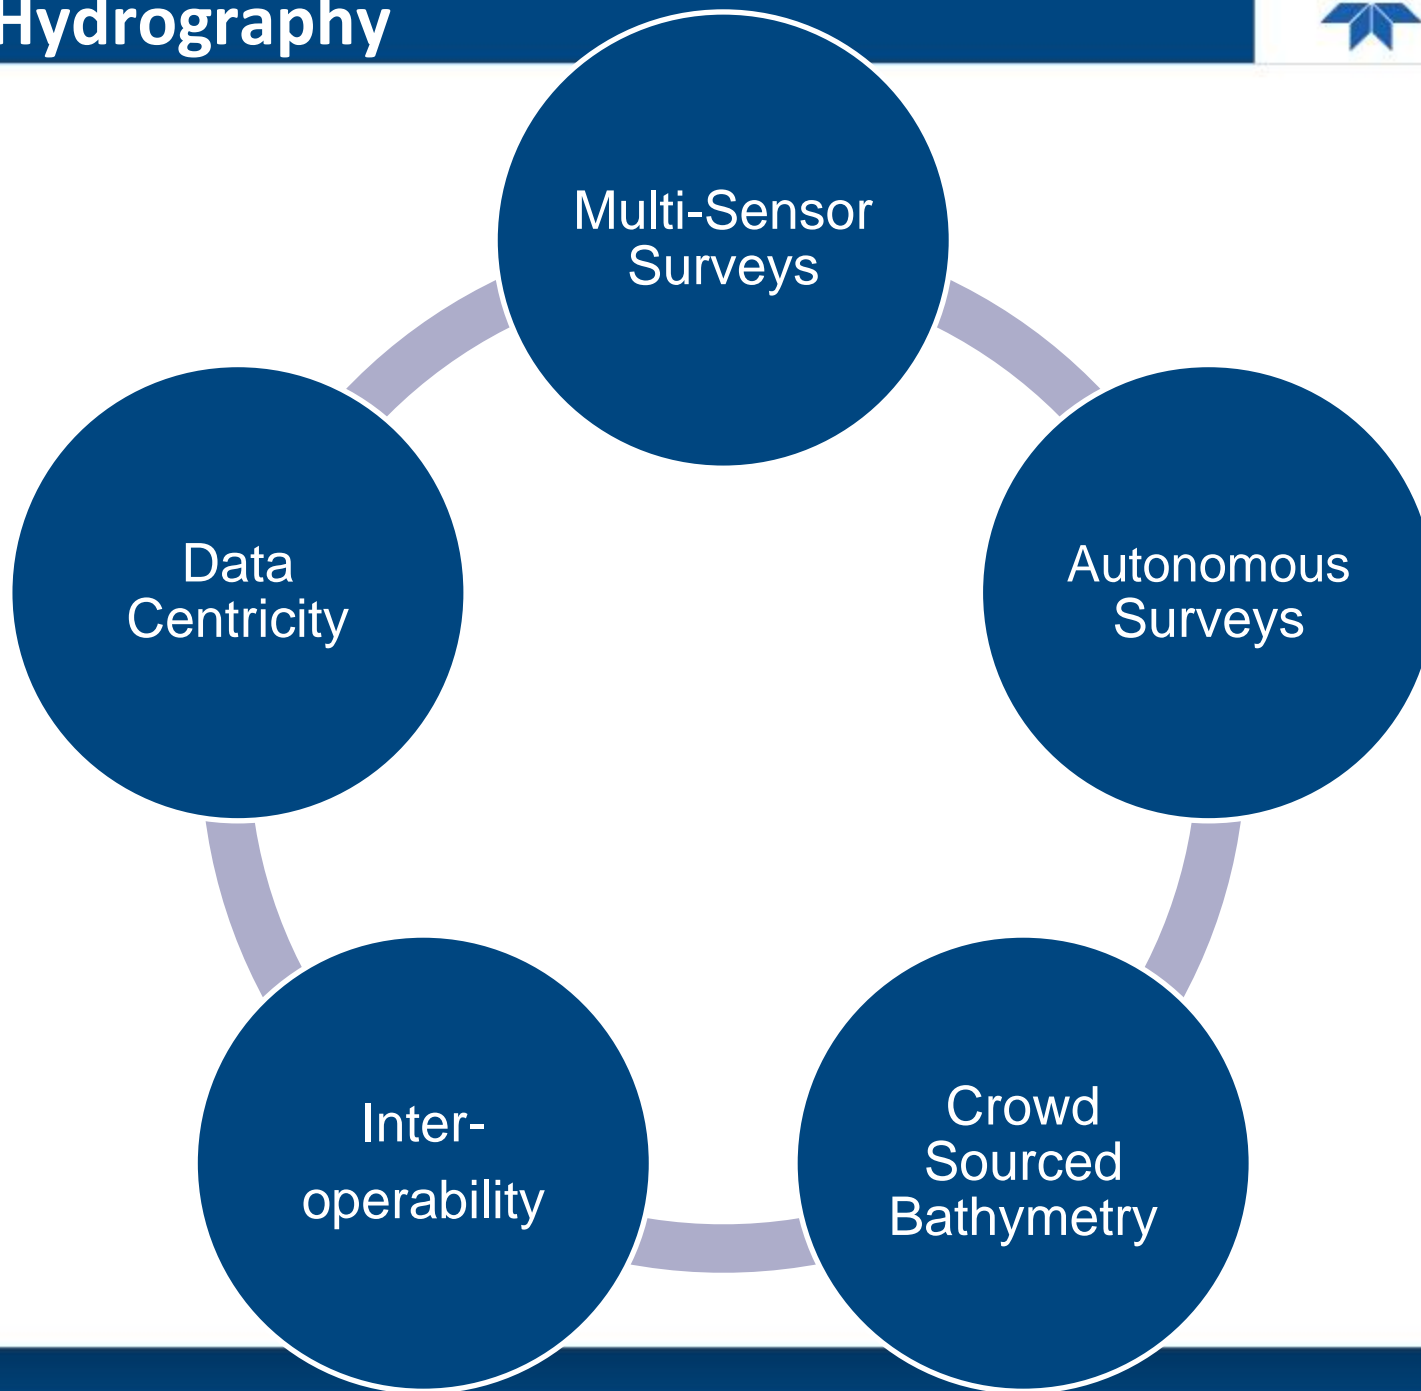 Hydrography
Multi-Sensor
Surveys
Autonomous
Surveys
Crowd
Sourced
Bathymetry
Inter-
operability
Data
Centricity